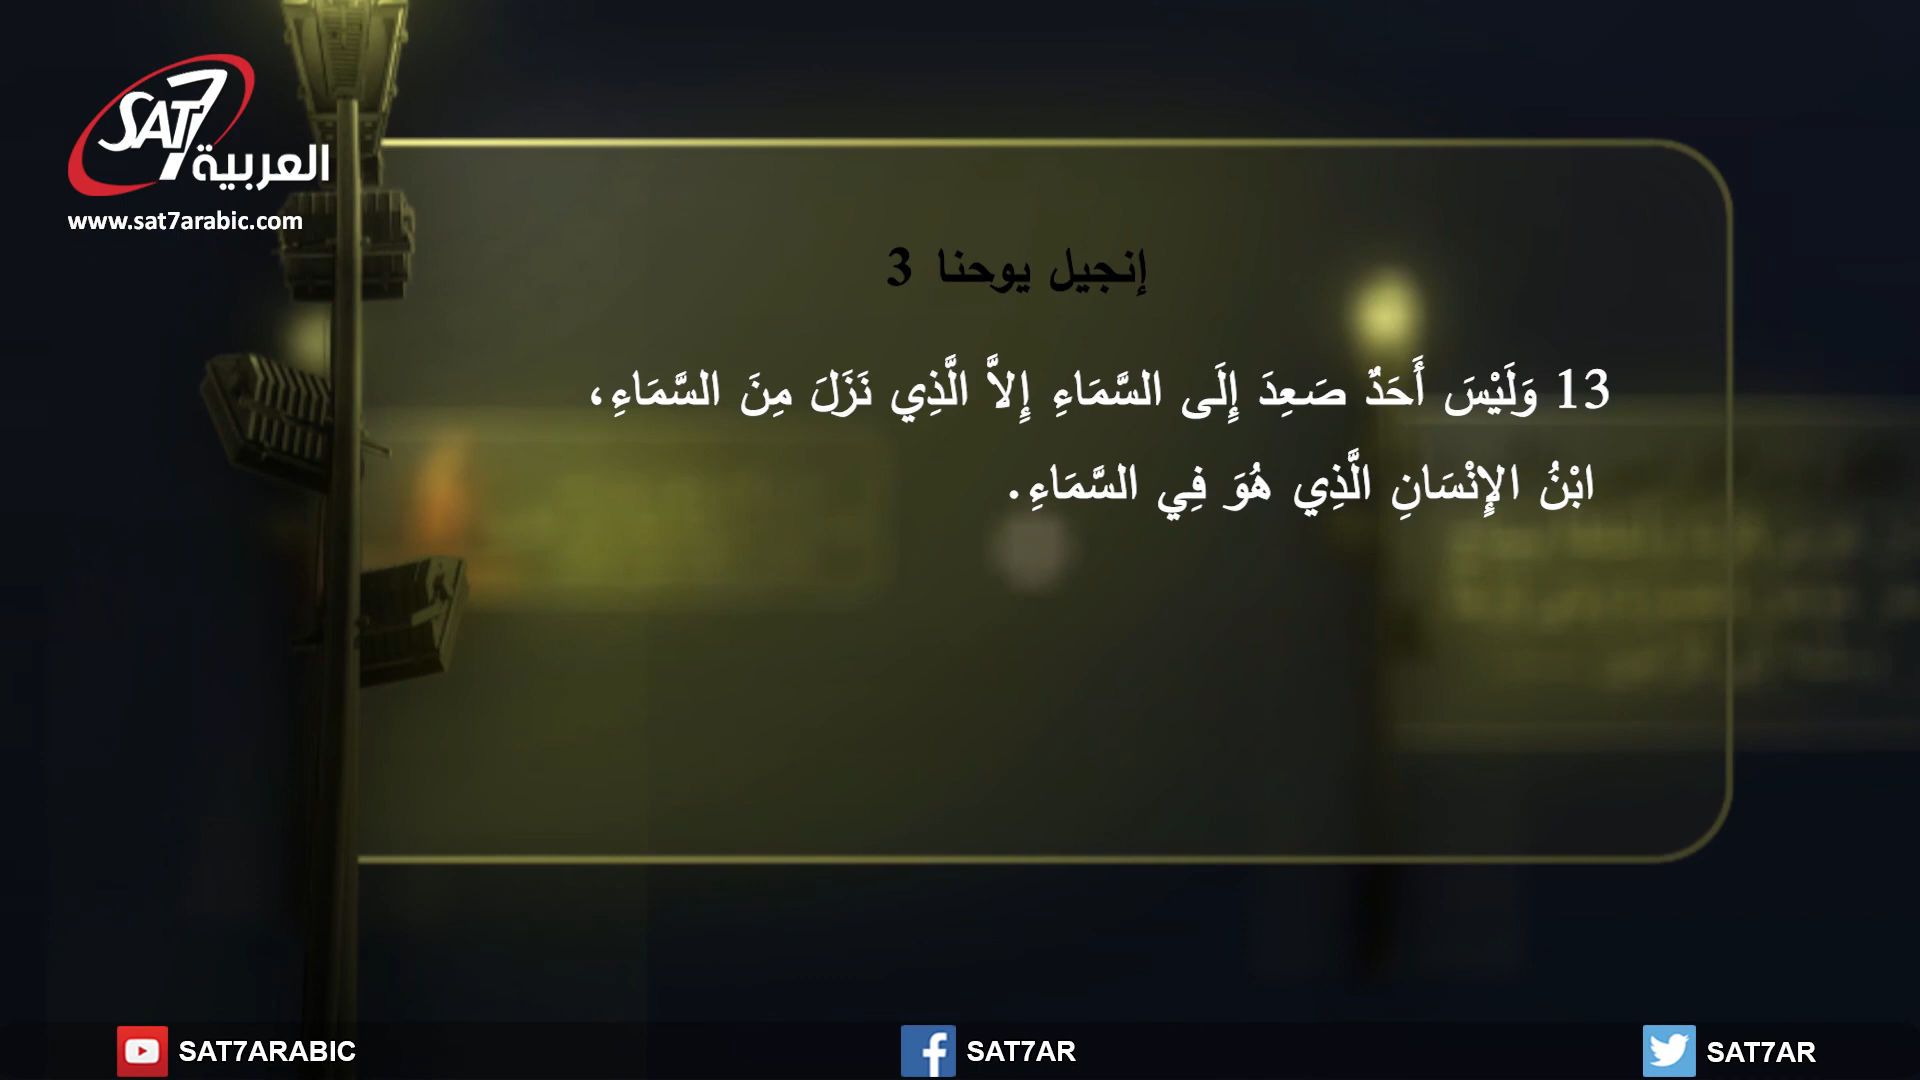 SAT7
العربية
www.sat7arabic.com
إنجيل يوحنا 3
13 وَلَيْسَ أَحَدٌ صَعِدَ إِلَى السَّمَاءِ إِلاَّ الَّذِي نَزَلَ مِنَ السَّمَاءِ،
ابْنُ الإِنْسَانِ الَّذِي هُوَ فِي السَّمَاءِ.
SAT7ARABIC
SAT7AR
SAT7AR